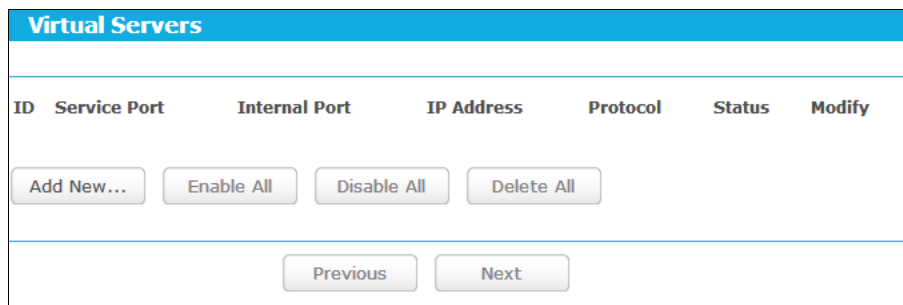 Virtual Servers
ID Service Port Internal Port IP Address Protocol Status Modify
Add New... Enable All Disable All Delete All
Previous Next